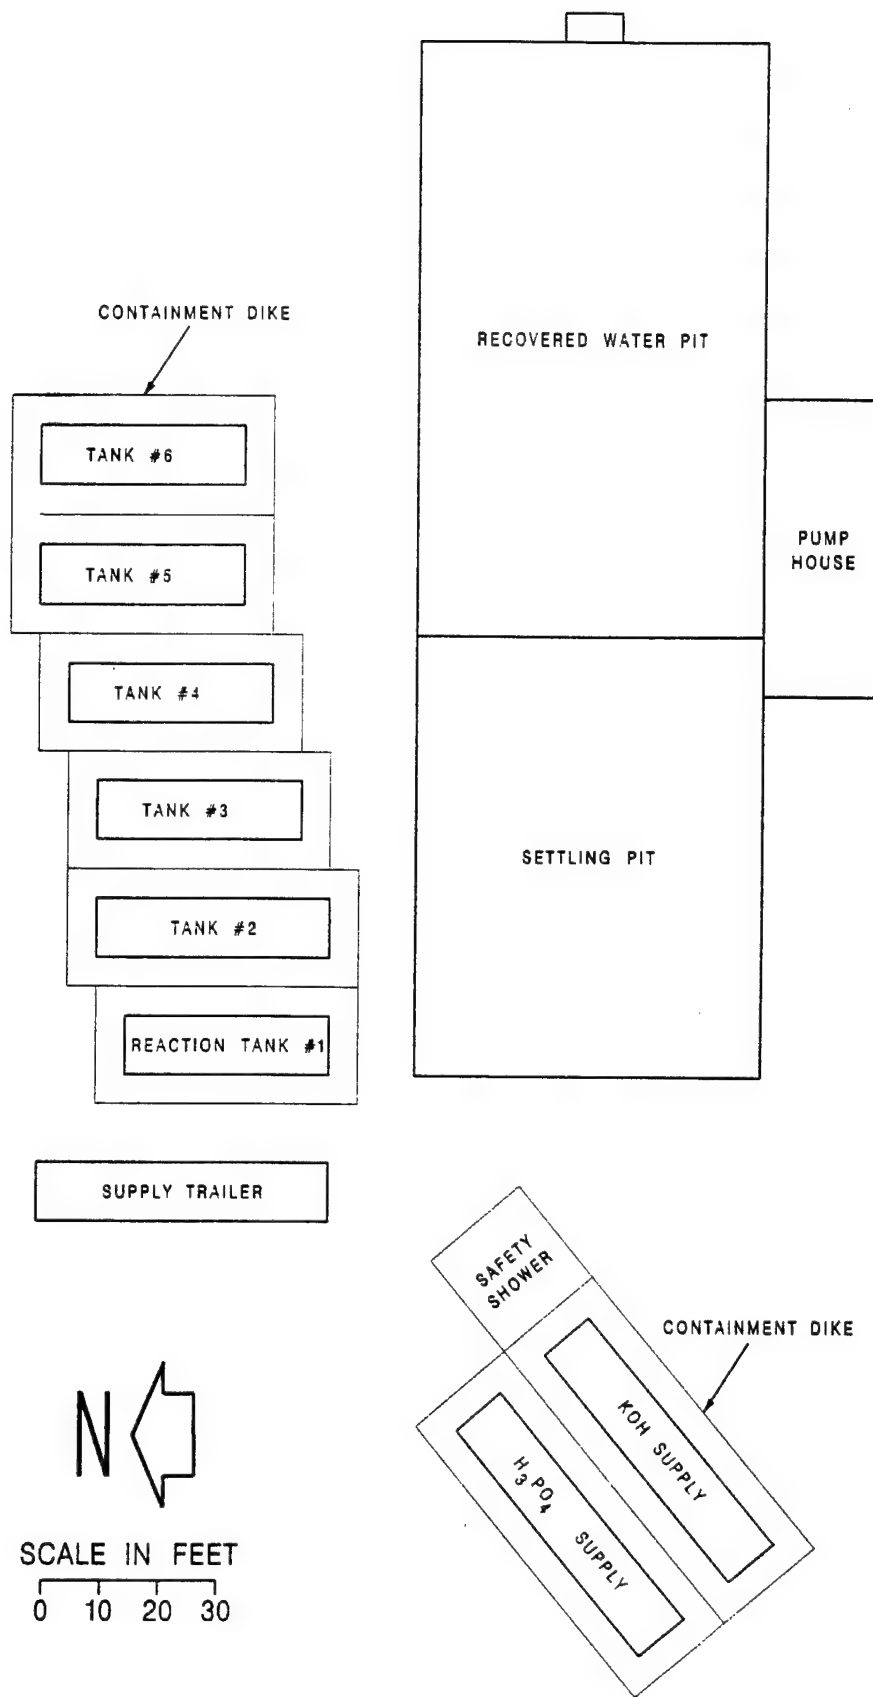 CONTAINMENT DIKE
RECOVERED WATER PIT
TANK #6
PUMP
HOUSE
TANK #5
TANK #4
TANK #3
SETTLING PIT
TANK #2
REACTION TANK #1
SUPPLY TRAILER
SAFETY
SHOWER
CONTAINMENT DIKE
KOH SUPPLY
H₃PO₄ SUPPLY
N
SCALE IN FEET
0 10 20 30